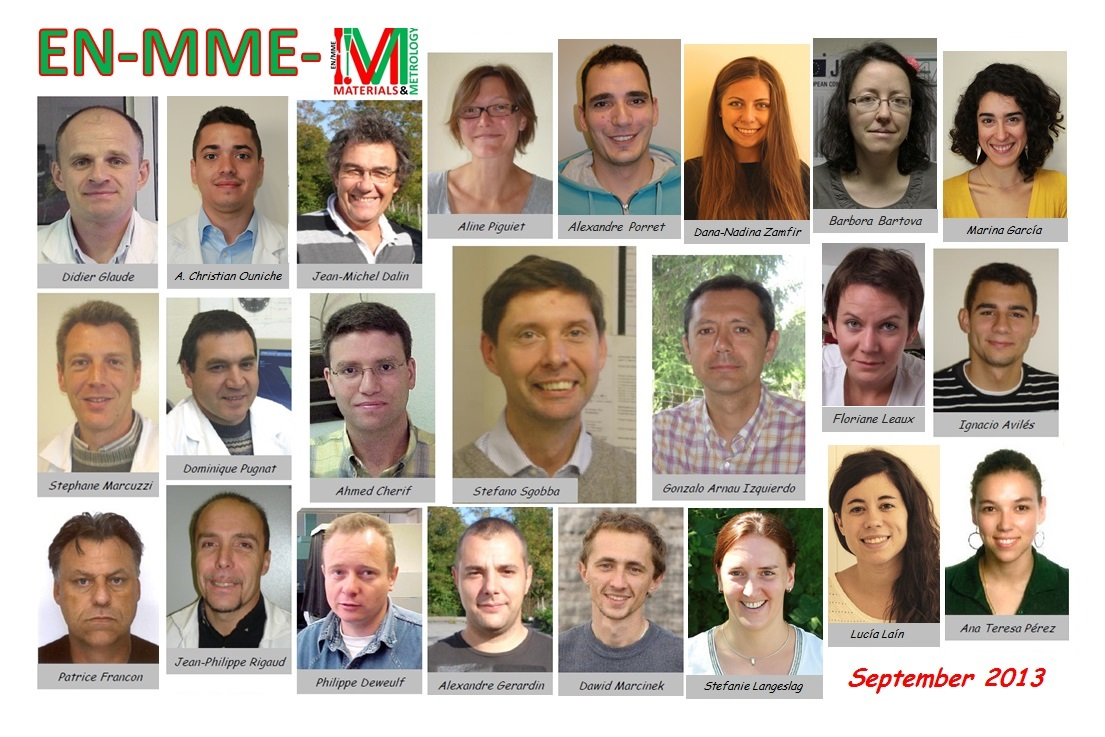 EN-MME-
EN/MME
MATERIALS&
METROLOGY
Didier Glaude
A. Christian Ouniche
Jean-Michel Dalin
Aline Piguiet
Alexandre Porret
Dana-Nadina Zamfir
Barbora Bartova
Marina García
Stephane Marcuzzi
Dominique Pugnat
Ahmed Cherif
Stefano Sgobba
Gonzalo Arnau Izquierdo
Floriane Leaux
Ignacio Avilés
Patrice Francon
Jean-Philippe Rigaud
Philippe Deweulf
Alexandre Gerardin
Dawid Marcinek
Stefanie Langeslag
Lucía Laín
Ana Teresa Pérez
September 2013